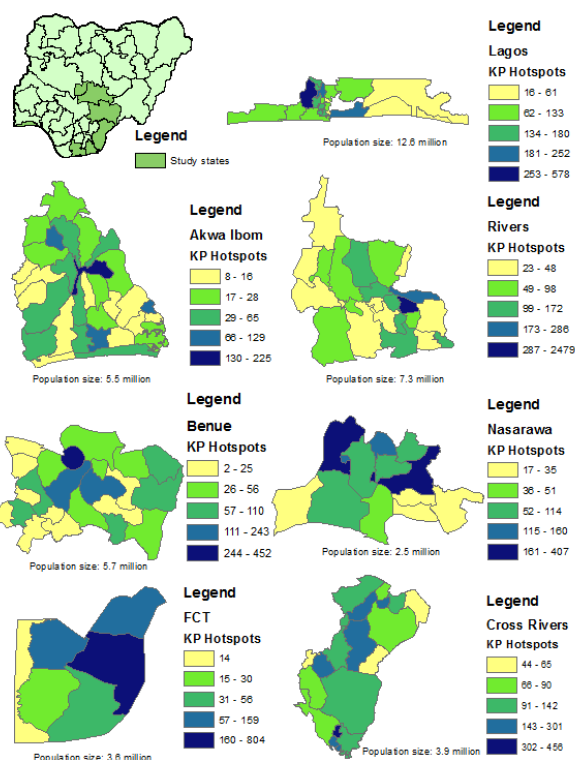 Legend
Study states
Legend
Lagos
KP Hotspots
16 - 61
62 - 133
134 - 180
181 - 252
253 - 578
Population size: 12.6 million
Legend
Akwa Ibom
KP Hotspots
8 - 16
17 - 28
29 - 65
66 - 129
130 - 225
Population size: 5.5 million
Legend
Rivers
KP Hotspots
23 - 48
49 - 98
99 - 172
173 - 286
287 - 2479
Population size: 7.3 million
Legend
Benue
KP Hotspots
2 - 25
26 - 56
57 - 110
111 - 243
244 - 452
Population size: 5.7 million
Legend
Nasarawa
KP Hotspots
17 - 35
36 - 51
52 - 114
115 - 160
161 - 407
Population size: 2.5 million
Legend
FCT
KP Hotspots
14
15 - 30
31 - 56
57 - 159
160 - 804
Population size: 3.6 million
Legend
Cross Rivers
KP Hotspots
44 - 65
66 - 90
91 - 142
143 - 301
302 - 456
Population size: 3.9 million